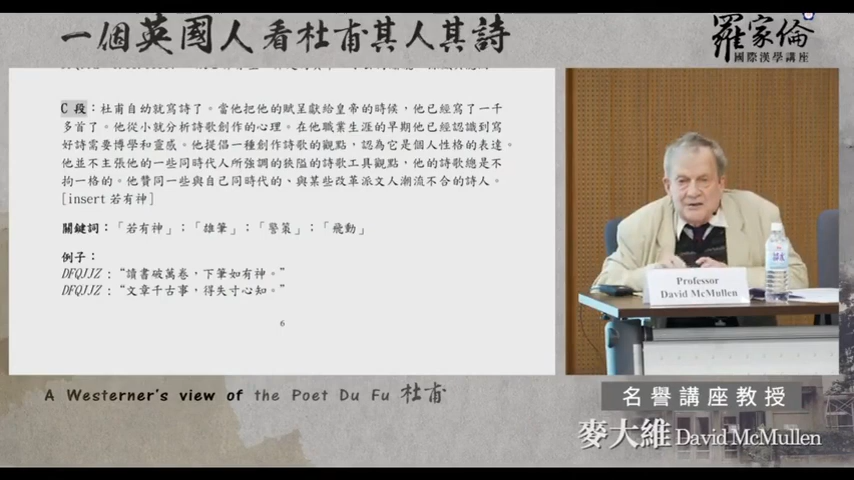 一個英國人看杜甫其人其詩
羅家倫
國際漢學講座
C 段：杜甫自幼就寫詩了。當他把他的賦呈獻給皇帝的時候，他已經寫了一千
多首了。他從小就分析詩歌創作的心理。在他職業生涯的早期他已經認識到寫
好詩需要博學和靈感。他提倡一種創作詩歌的觀點，認為它是個人性格的表達。
他並不主張他的一些同時代人所強調的狹隘的詩歌工具觀點，他的詩歌總是不
拘一格的。他贊同一些與自己同時代的、與某些改革派文人潮流不合的詩人。
[insert 若有神]
關鍵詞：「若有神」；「雄筆」；「警策」；「飛動」
例子：
DFQJJZ：“讀書破萬卷，下筆如有神。”
DFQJJZ：“文章千古事，得失寸心知。”
6
Professor
David McMullen
A Westerner's view of the Poet Du Fu 杜甫
名譽講座教授
麥大維 David McMullen